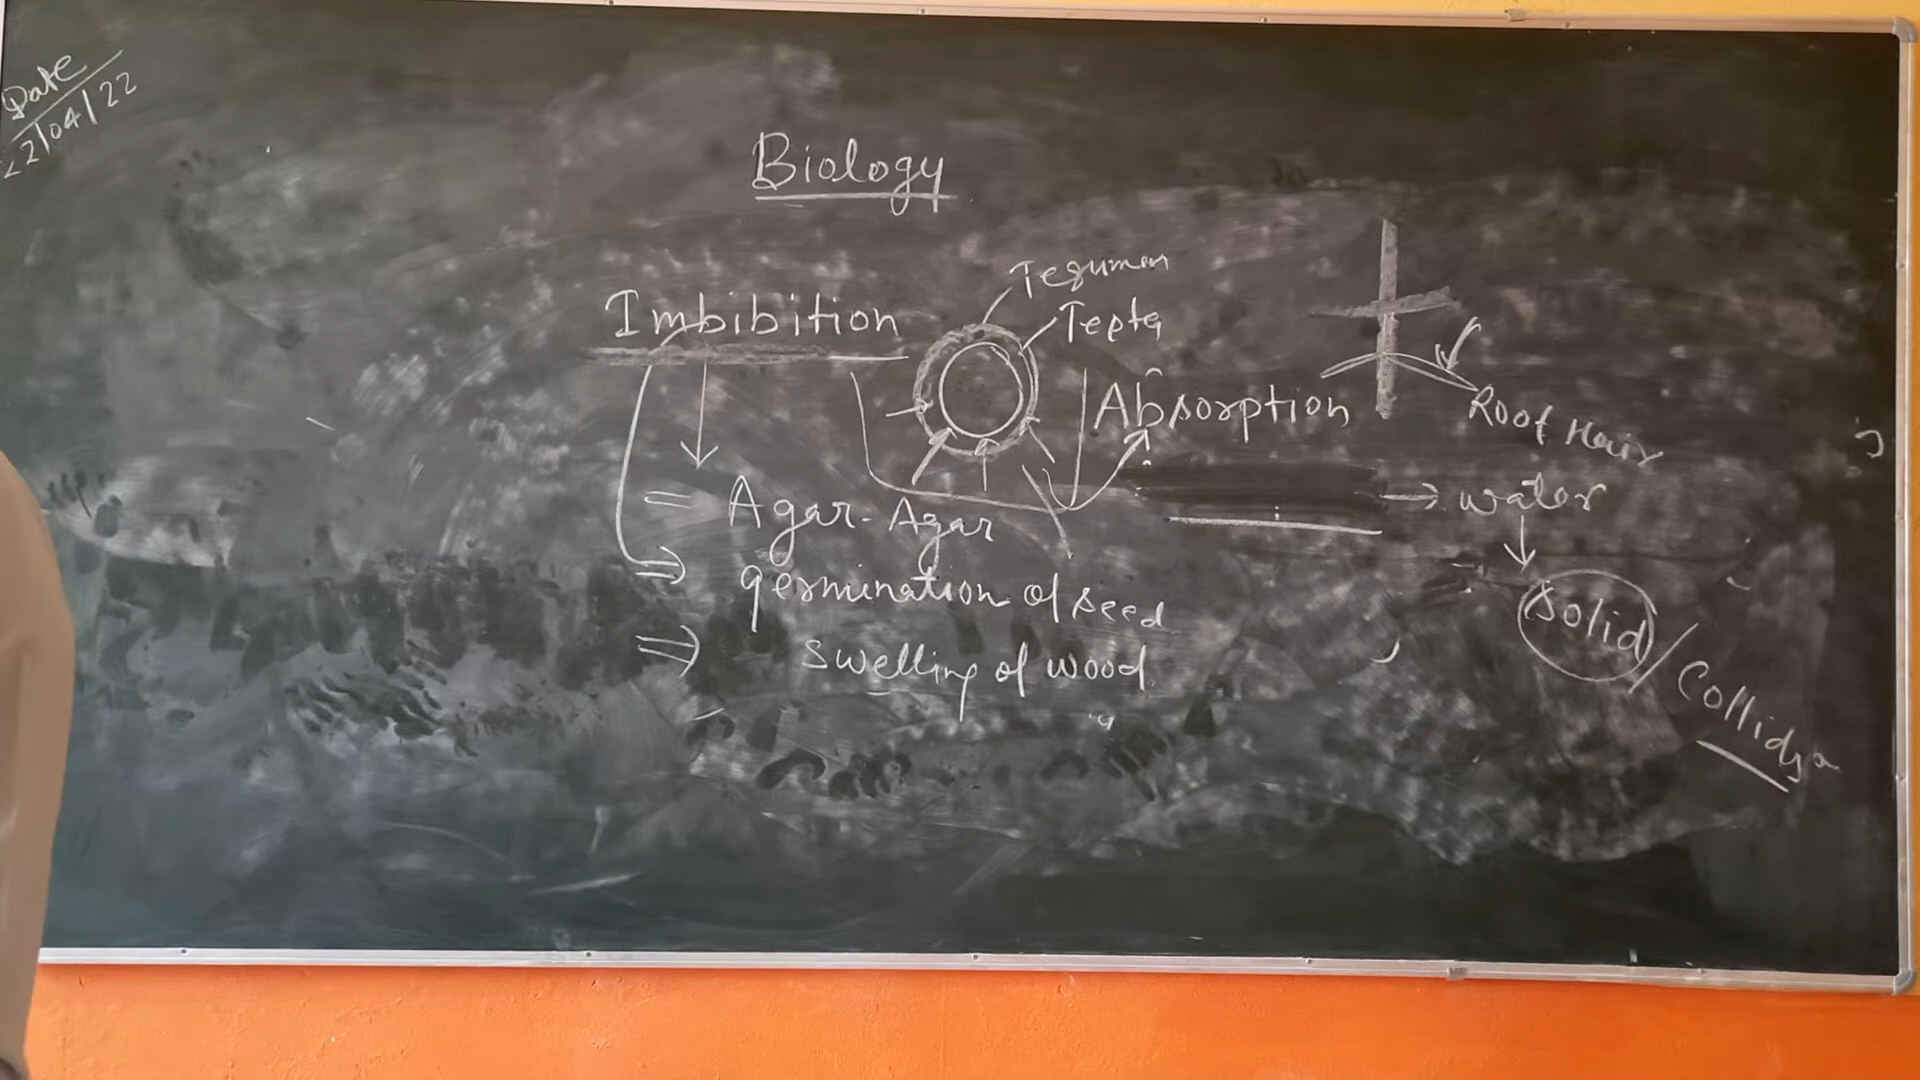 Date
22/04/22
Biology
Imbibition
Tegumen
Tepta
Absorption
Root Hair
= Agar-Agar
⇒ germination of seed
⇒ swelling of wood
→ water
Solid / Collids